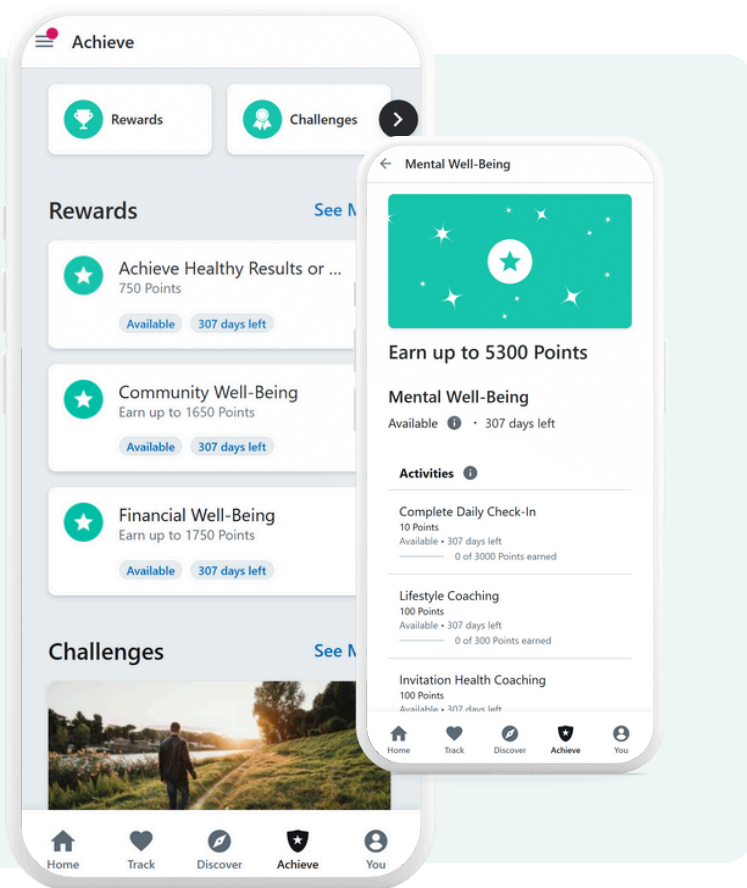 Achieve
Rewards
Challenges
Rewards
See
Achieve Healthy Results or ...
750 Points
Available
307 days left
Community Well-Being
Earn up to 1650 Points
Available
307 days left
Financial Well-Being
Earn up to 1750 Points
Available
307 days left
Challenges
See
Home
Track
Discover
Achieve
You
Mental Well-Being
Earn up to 5300 Points
Mental Well-Being
Available • 307 days left
Activities
Complete Daily Check-In
10 Points
Available • 307 days left
0 of 3000 Points earned
Lifestyle Coaching
100 Points
Available • 307 days left
0 of 300 Points earned
Invitation Health Coaching
100 Points
Available • 307 days left
Home
Track
Discover
Achieve
You